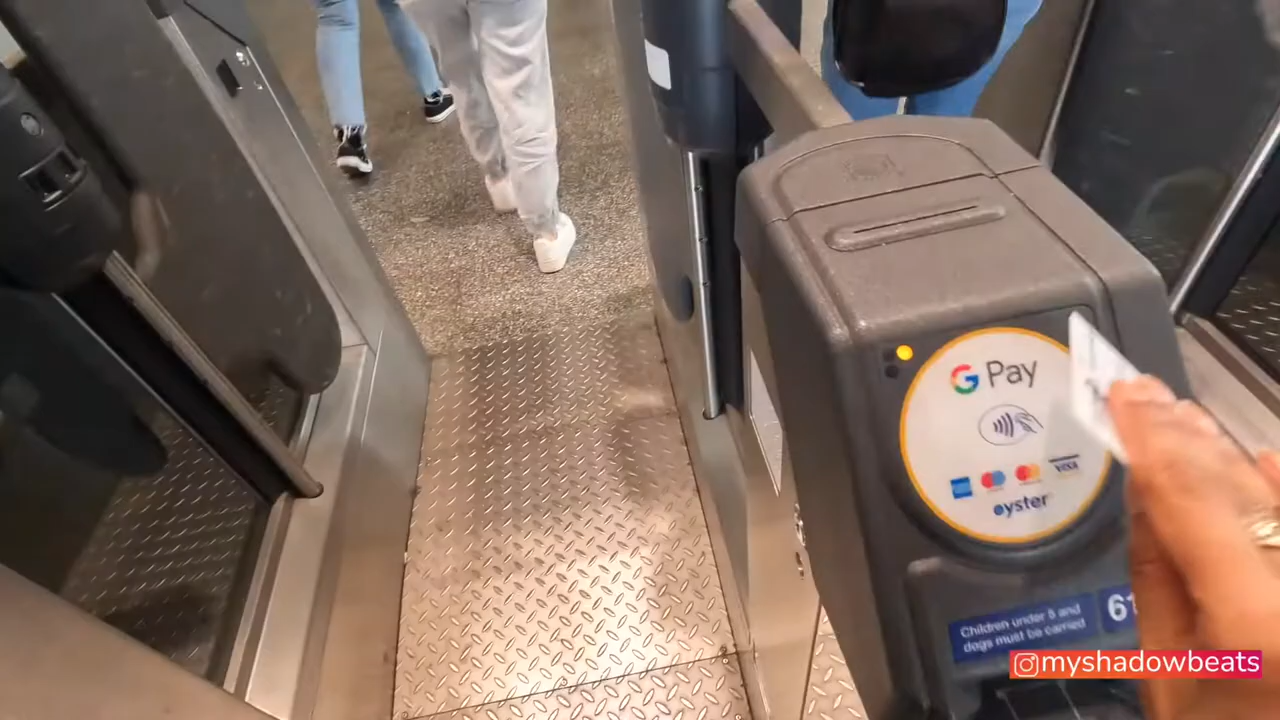 G Pay
VISA
oyster
Children under 5 and
dogs must be carried
61
myshadowbeats